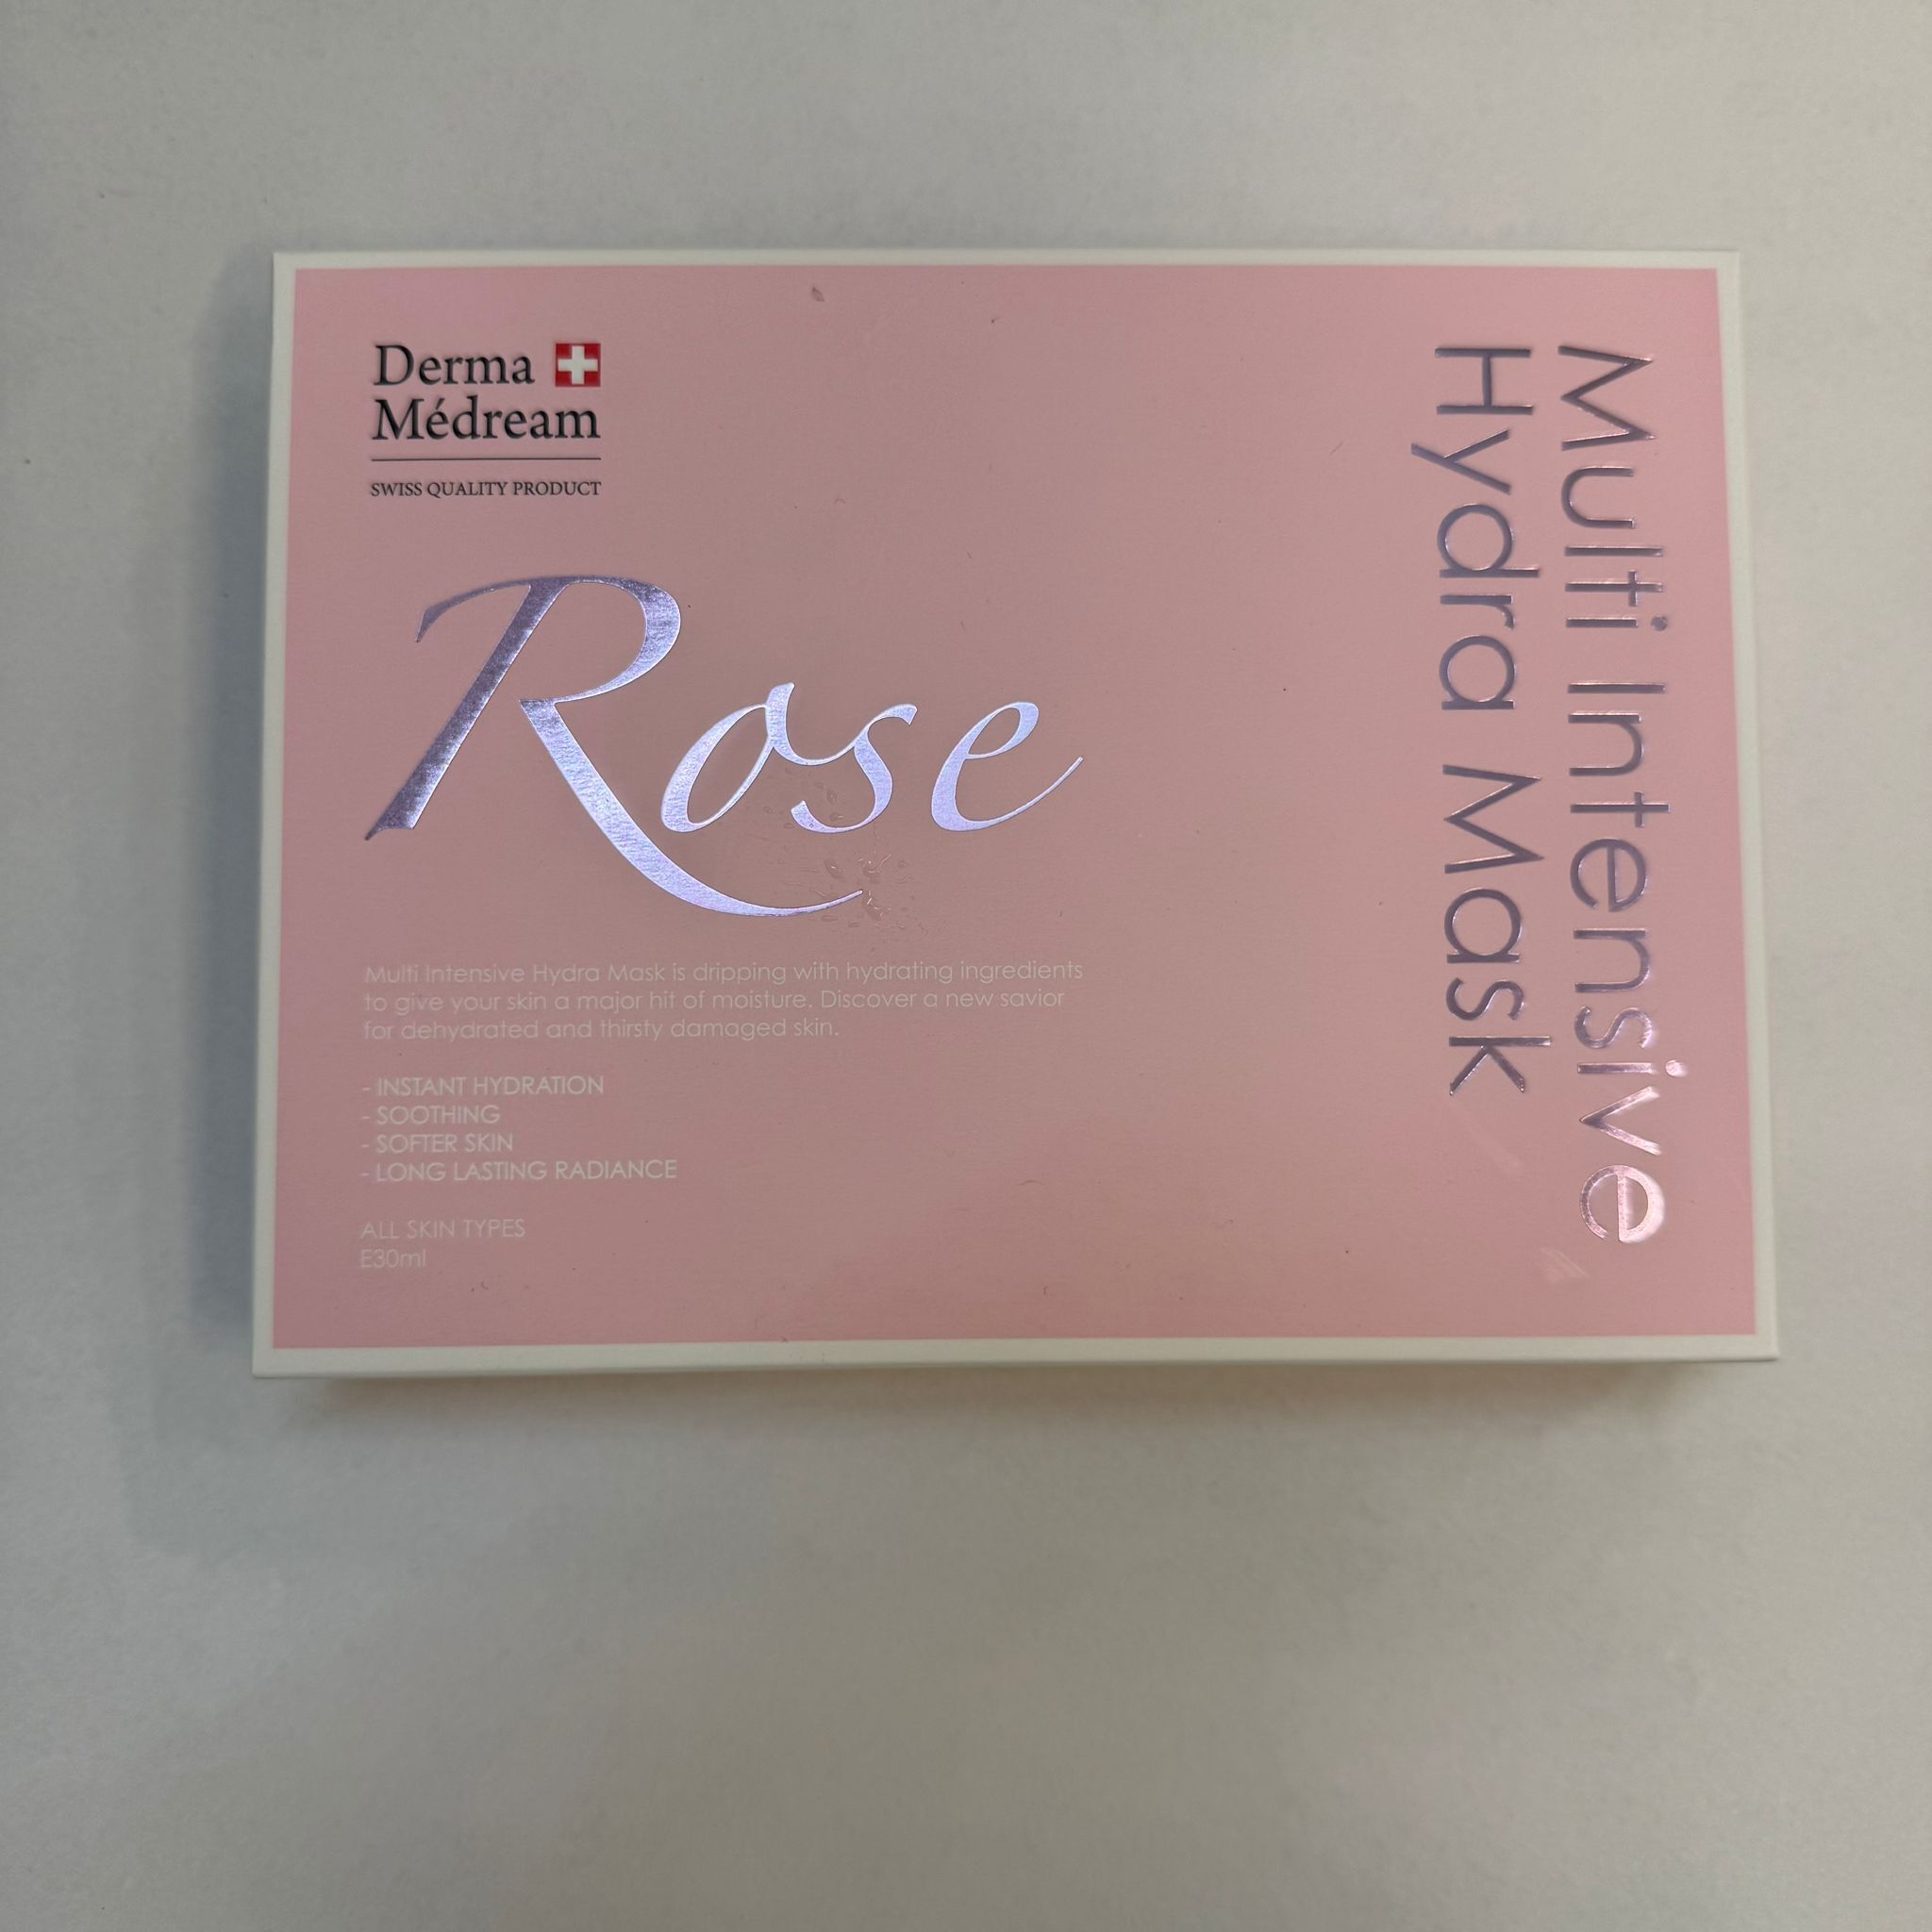 Derma
Médream
SWISS QUALITY PRODUCT
Rose
Multi Intensive Hydra Mask is dripping with hydrating ingredients
to give your skin a major hit of moisture. Discover a new savior
for dehydrated and thirsty damaged skin.
- INSTANT HYDRATION
- SOOTHING
- SOFTER SKIN
- LONG LASTING RADIANCE
ALL SKIN TYPES
E30ml
Multi Intensive
Hydra Mask